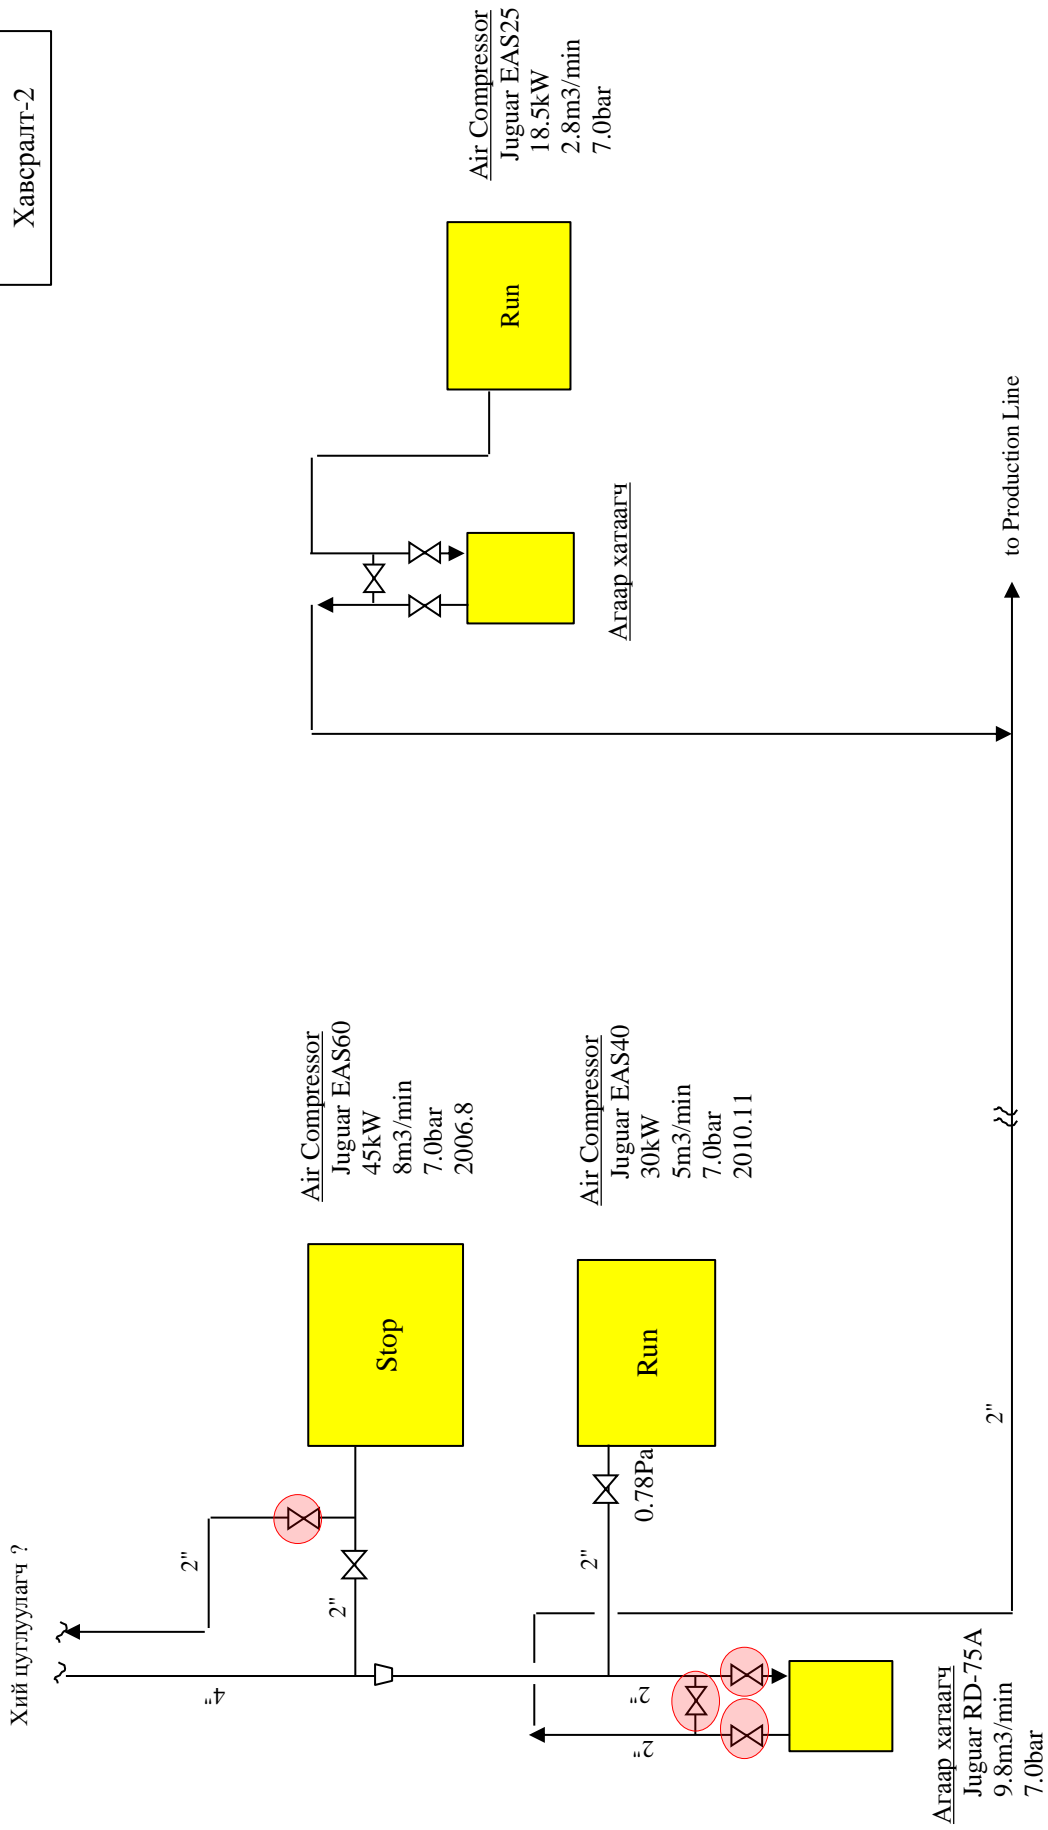 Хавсралт-2
Хий цуглуулагч ?
4"
2"
2"
Stop
Air Compressor
Juguar EAS60
45kW
8m3/min
7.0bar
2006.8
2"
0.78Pa
Run
Air Compressor
Juguar EAS40
30kW
5m3/min
7.0bar
2010.11
2"
2"
Агаар хатаагч
Juguar RD-75A
9.8m3/min
7.0bar
2"
to Production Line
Агаар хатаагч
Run
Air Compressor
Juguar EAS25
18.5kW
2.8m3/min
7.0bar